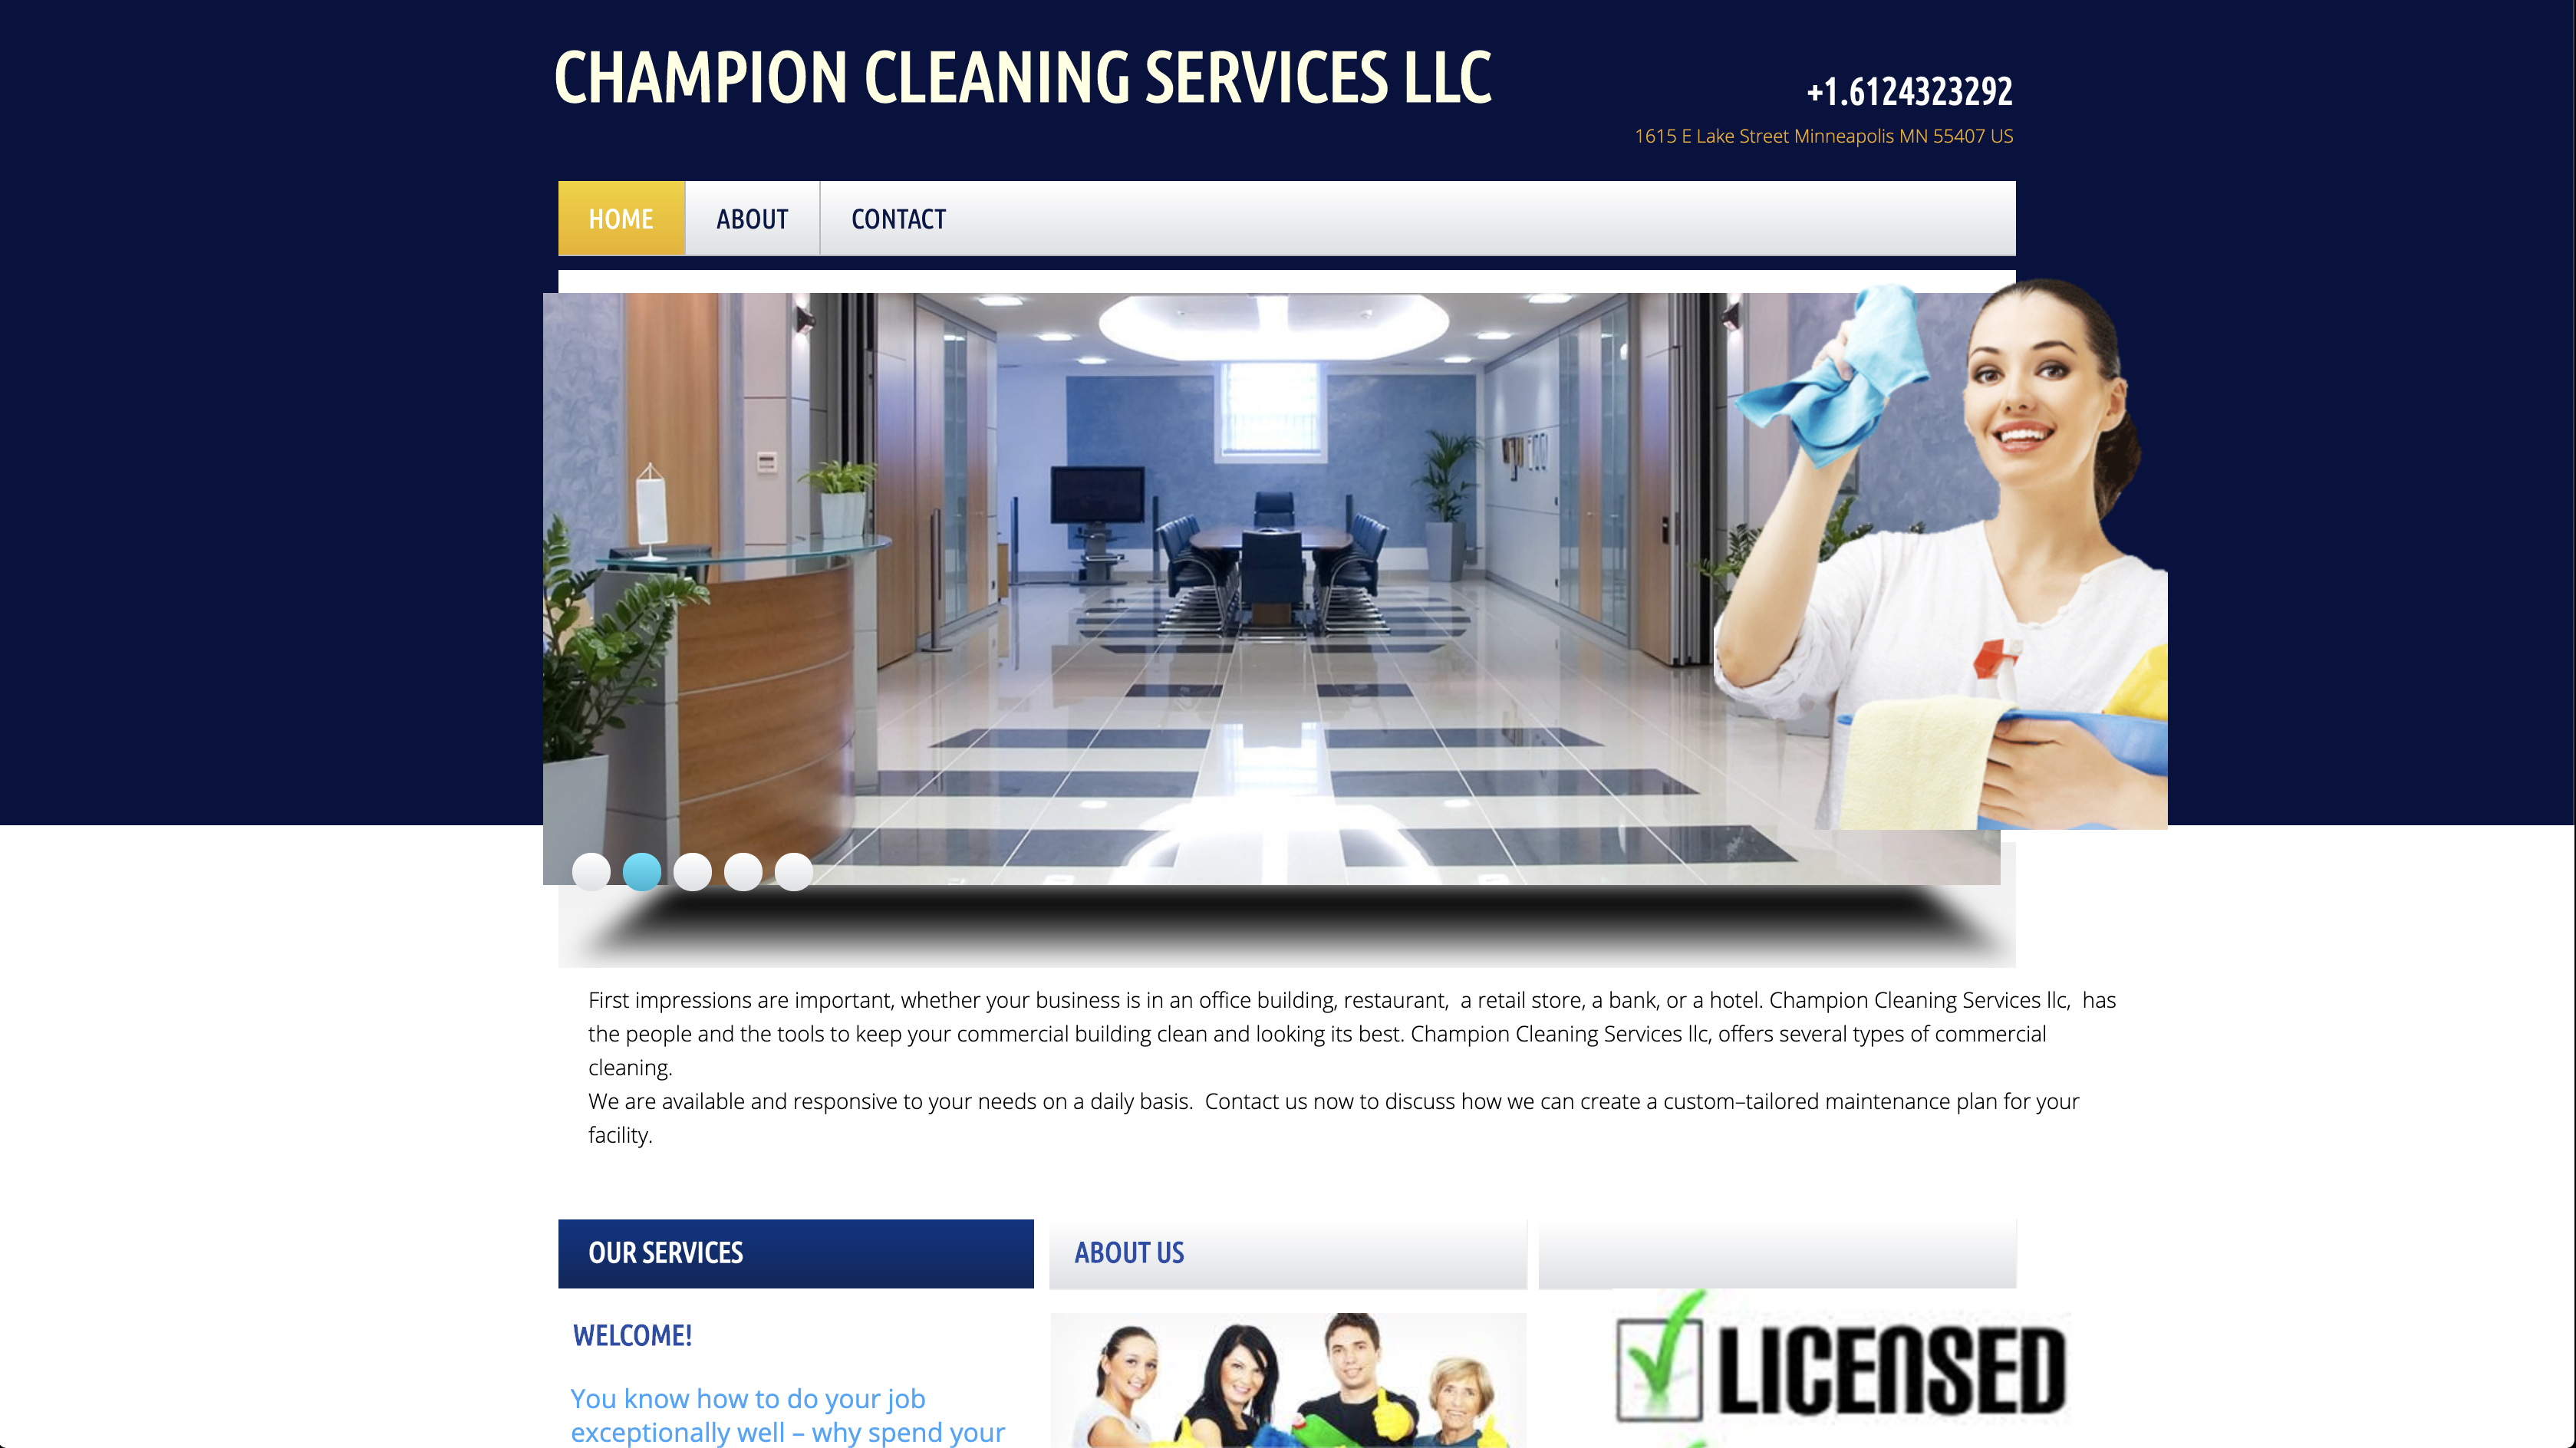 CHAMPION CLEANING SERVICES LLC
+1.6124323292
1615 E Lake Street Minneapolis MN 55407 US
HOME
ABOUT
CONTACT
First impressions are important, whether your business is in an office building, restaurant,  a retail store, a bank, or a hotel. Champion Cleaning Services llc,  has
the people and the tools to keep your commercial building clean and looking its best. Champion Cleaning Services llc, offers several types of commercial
cleaning.
We are available and responsive to your needs on a daily basis.  Contact us now to discuss how we can create a custom–tailored maintenance plan for your
facility.
OUR SERVICES
ABOUT US
WELCOME!
You know how to do your job
exceptionally well – why spend your
LICENSED